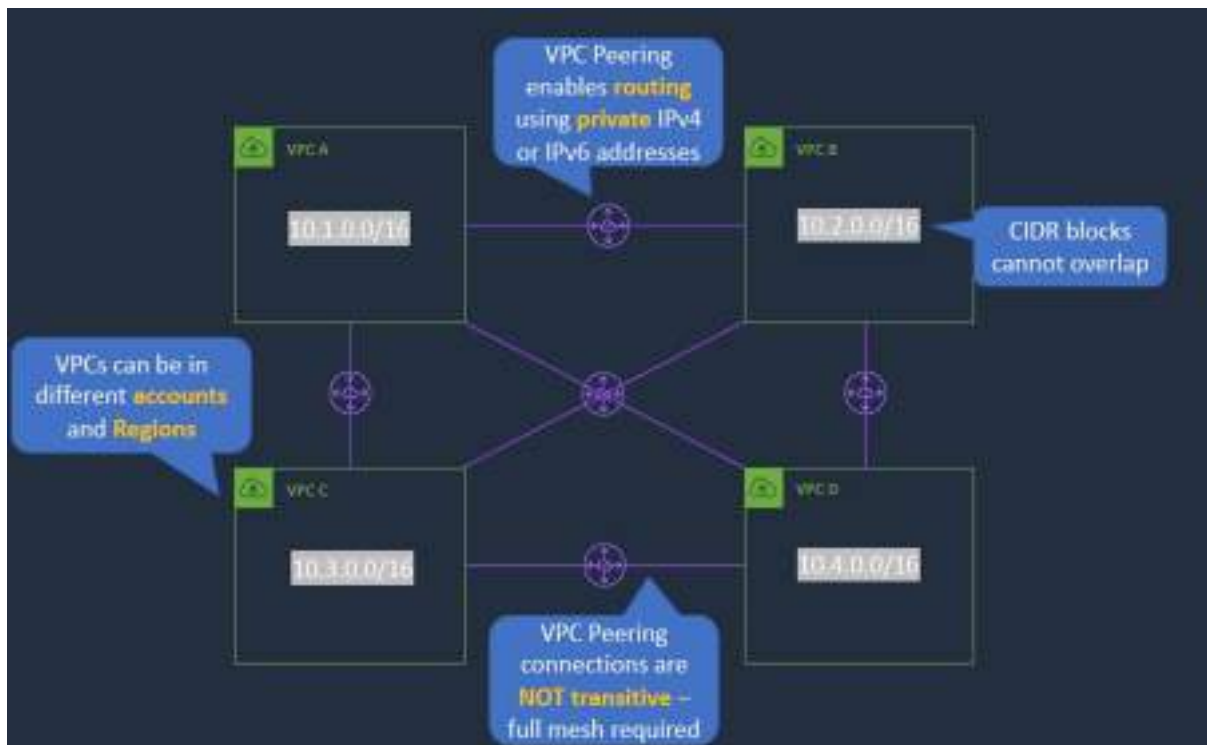 VPC Peering
enables routing
using private IPv4
or IPv6 addresses
VPC A
VPC B
10.1.0.0/16
10.2.0.0/16
CIDR blocks
cannot overlap
VPCs can be in
different accounts
and Regions
VPC C
VPC D
10.3.0.0/16
10.4.0.0/16
VPC Peering
connections are
NOT transitive –
full mesh required